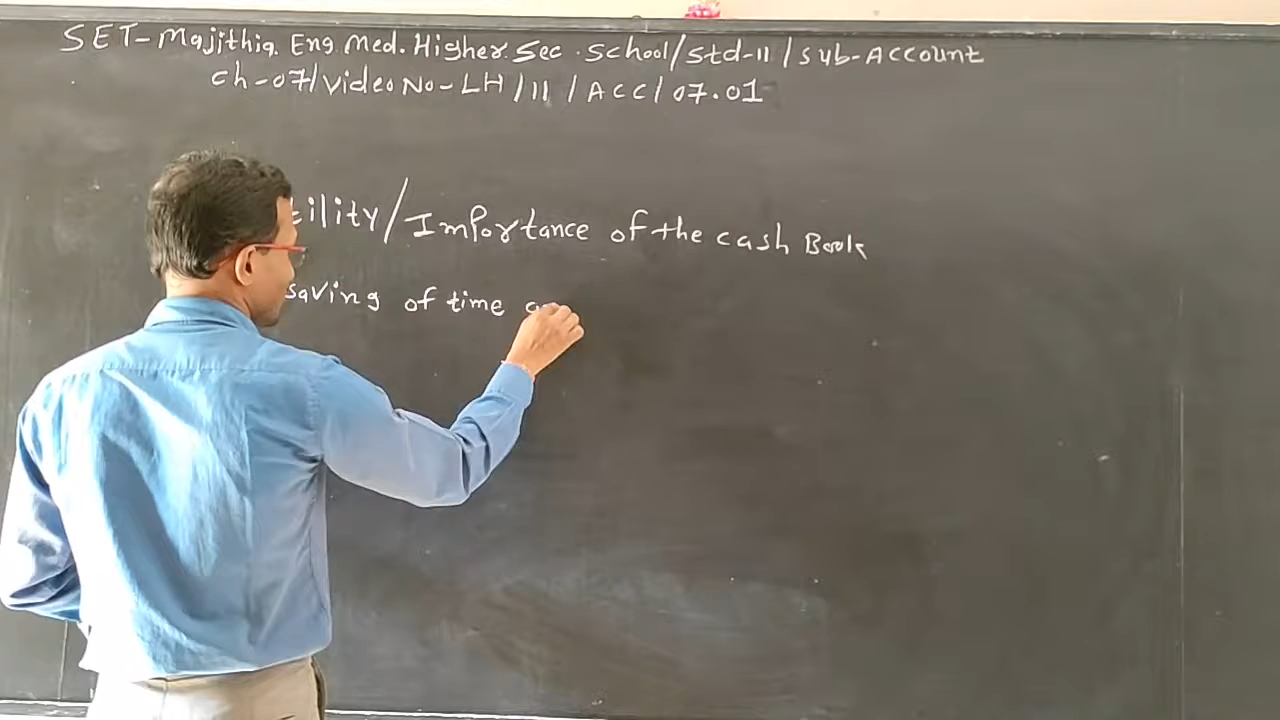 SET-Majithia Eng Med. Higher. Sec. School/Std-11/Sub-Account
Ch-07/Video No-LH/11/ACC/07.01
tility/Importance of the cash Book
saving of time a